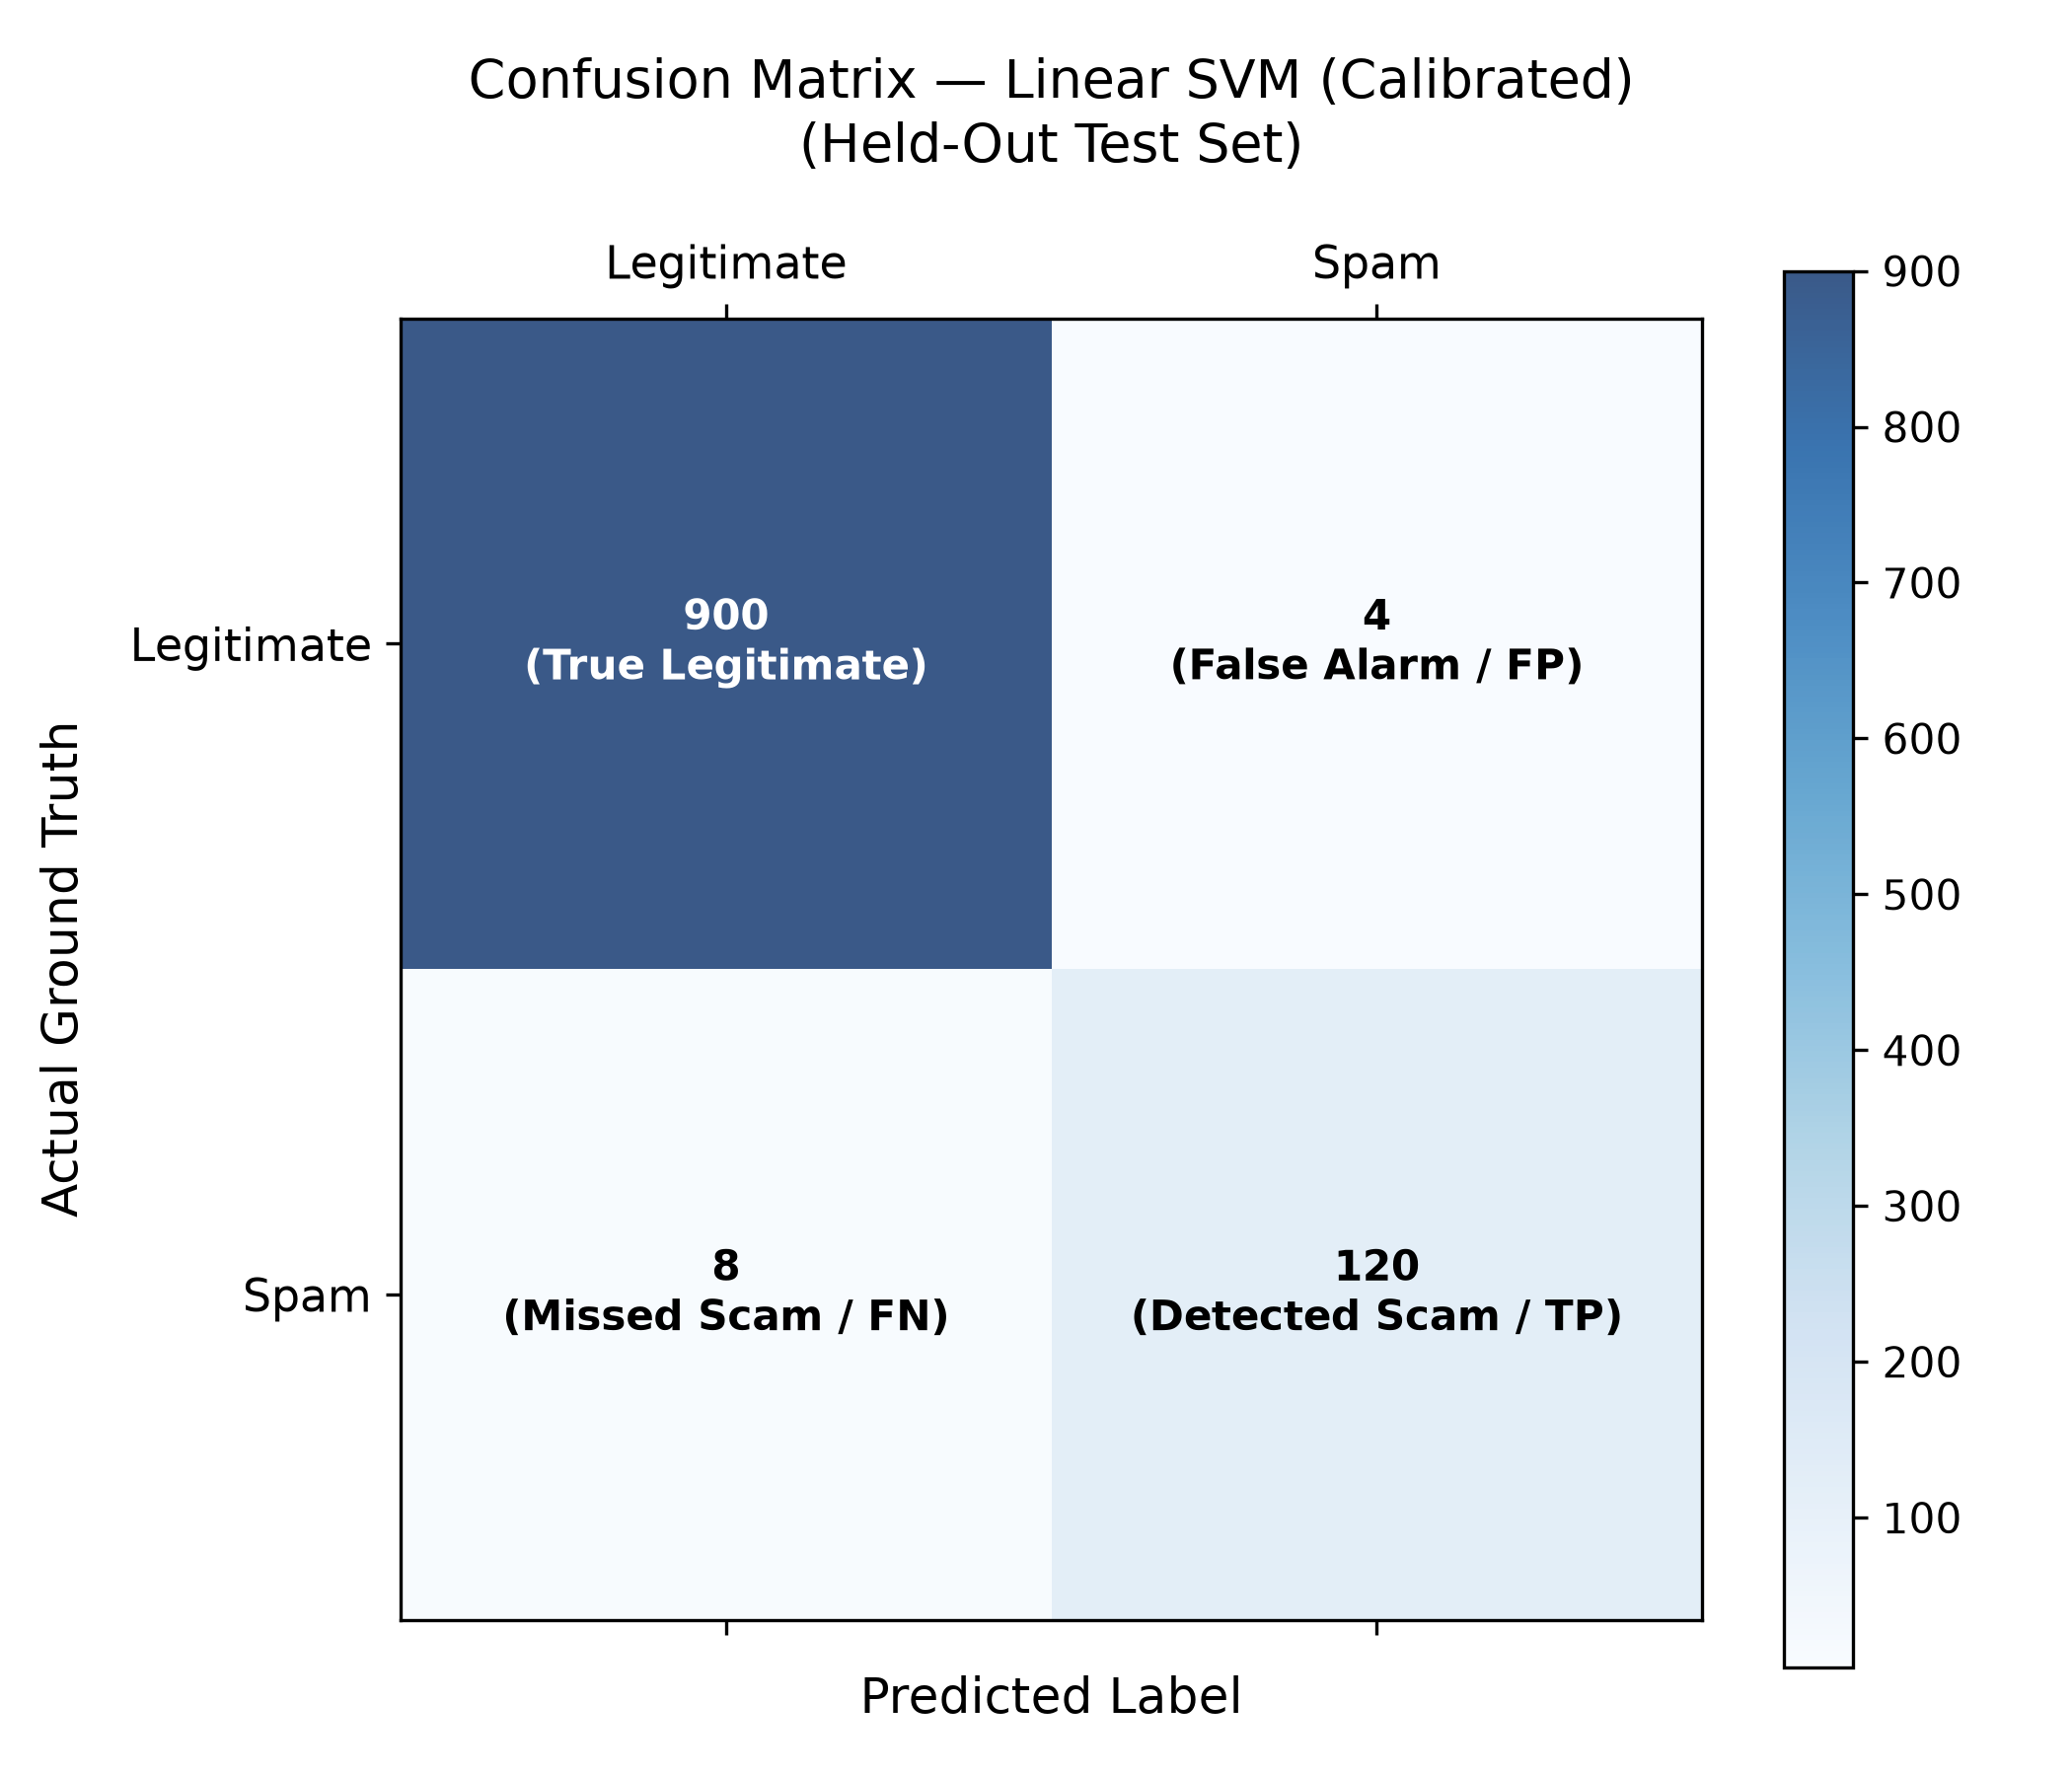 Confusion Matrix — Linear SVM (Calibrated)
(Held-Out Test Set)
Legitimate
Spam
Actual Ground Truth
Legitimate
900
(True Legitimate)
4
(False Alarm / FP)
Spam
8
(Missed Scam / FN)
120
(Detected Scam / TP)
Predicted Label
900
800
700
600
500
400
300
200
100